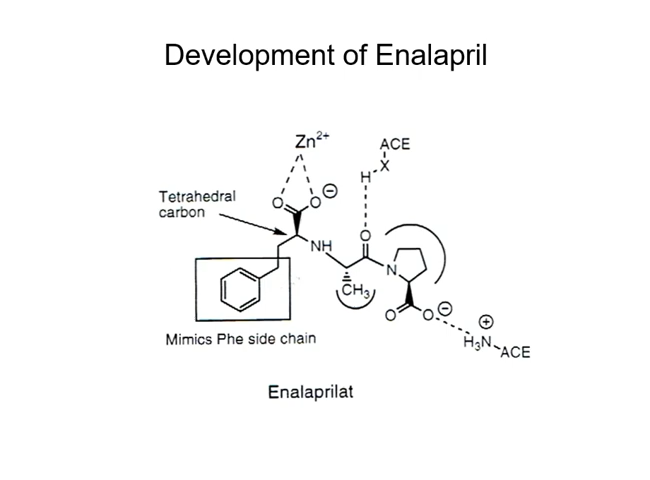 Development of Enalapril
Zn2+
ACE
X
H
Tetrahedral
carbon
O
O
⊖
NH
O
N
CH3
O
O
⊖
⊕
H3N
ACE
Mimics Phe side chain
Enalaprilat